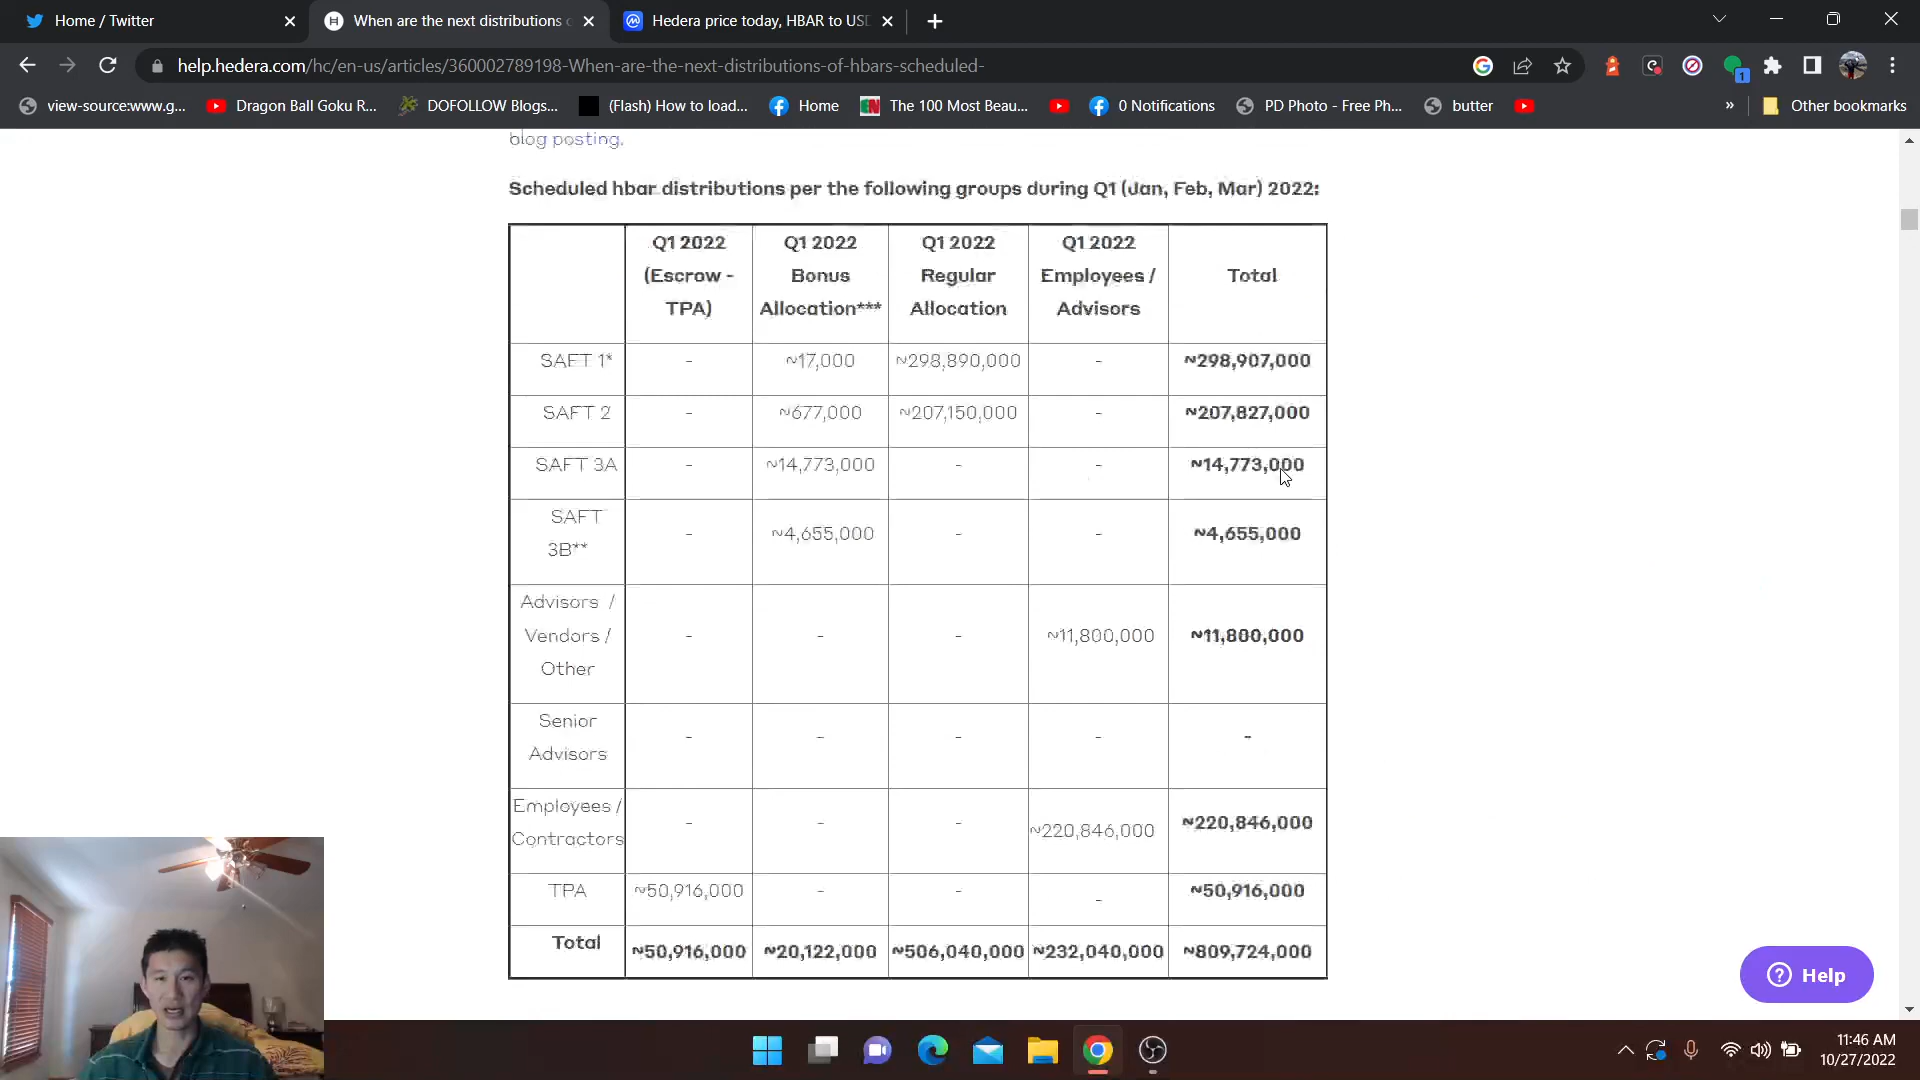 Home / Twitter
When are the next distributions o
Hedera price today, HBAR to USD
help.hedera.com/hc/en-us/articles/360002789198-When-are-the-next-distributions-of-hbars-scheduled-
1
view-source:www.g...
Dragon Ball Goku R...
DOFOLLOW Blogs...
(Flash) How to load...
Home
The 100 Most Beau...
0 Notifications
PD Photo - Free Ph...
butter
»
Other bookmarks
blog posting.
Scheduled hbar distributions per the following groups during Q1 (Jan, Feb, Mar) 2022:
Q1 2022 (Escrow - TPA)
Q1 2022 Bonus Allocation***
Q1 2022 Regular Allocation
Q1 2022 Employees / Advisors
Total
SAFT 1* - ~17,000 ~298,890,000 - ~298,907,000
SAFT 2 - ~677,000 ~207,150,000 - ~207,827,000
SAFT 3A - ~14,773,000 - - ~14,773,000
SAFT 3B** - ~4,655,000 - - ~4,655,000
Advisors / Vendors / Other - - - ~11,800,000 ~11,800,000
Senior Advisors - - - - -
Employees / Contractors - - - ~220,846,000 ~220,846,000
TPA ~50,916,000 - - - ~50,916,000
Total ~50,916,000 ~20,122,000 ~506,040,000 ~232,040,000 ~809,724,000
Help
11:46 AM
10/27/2022